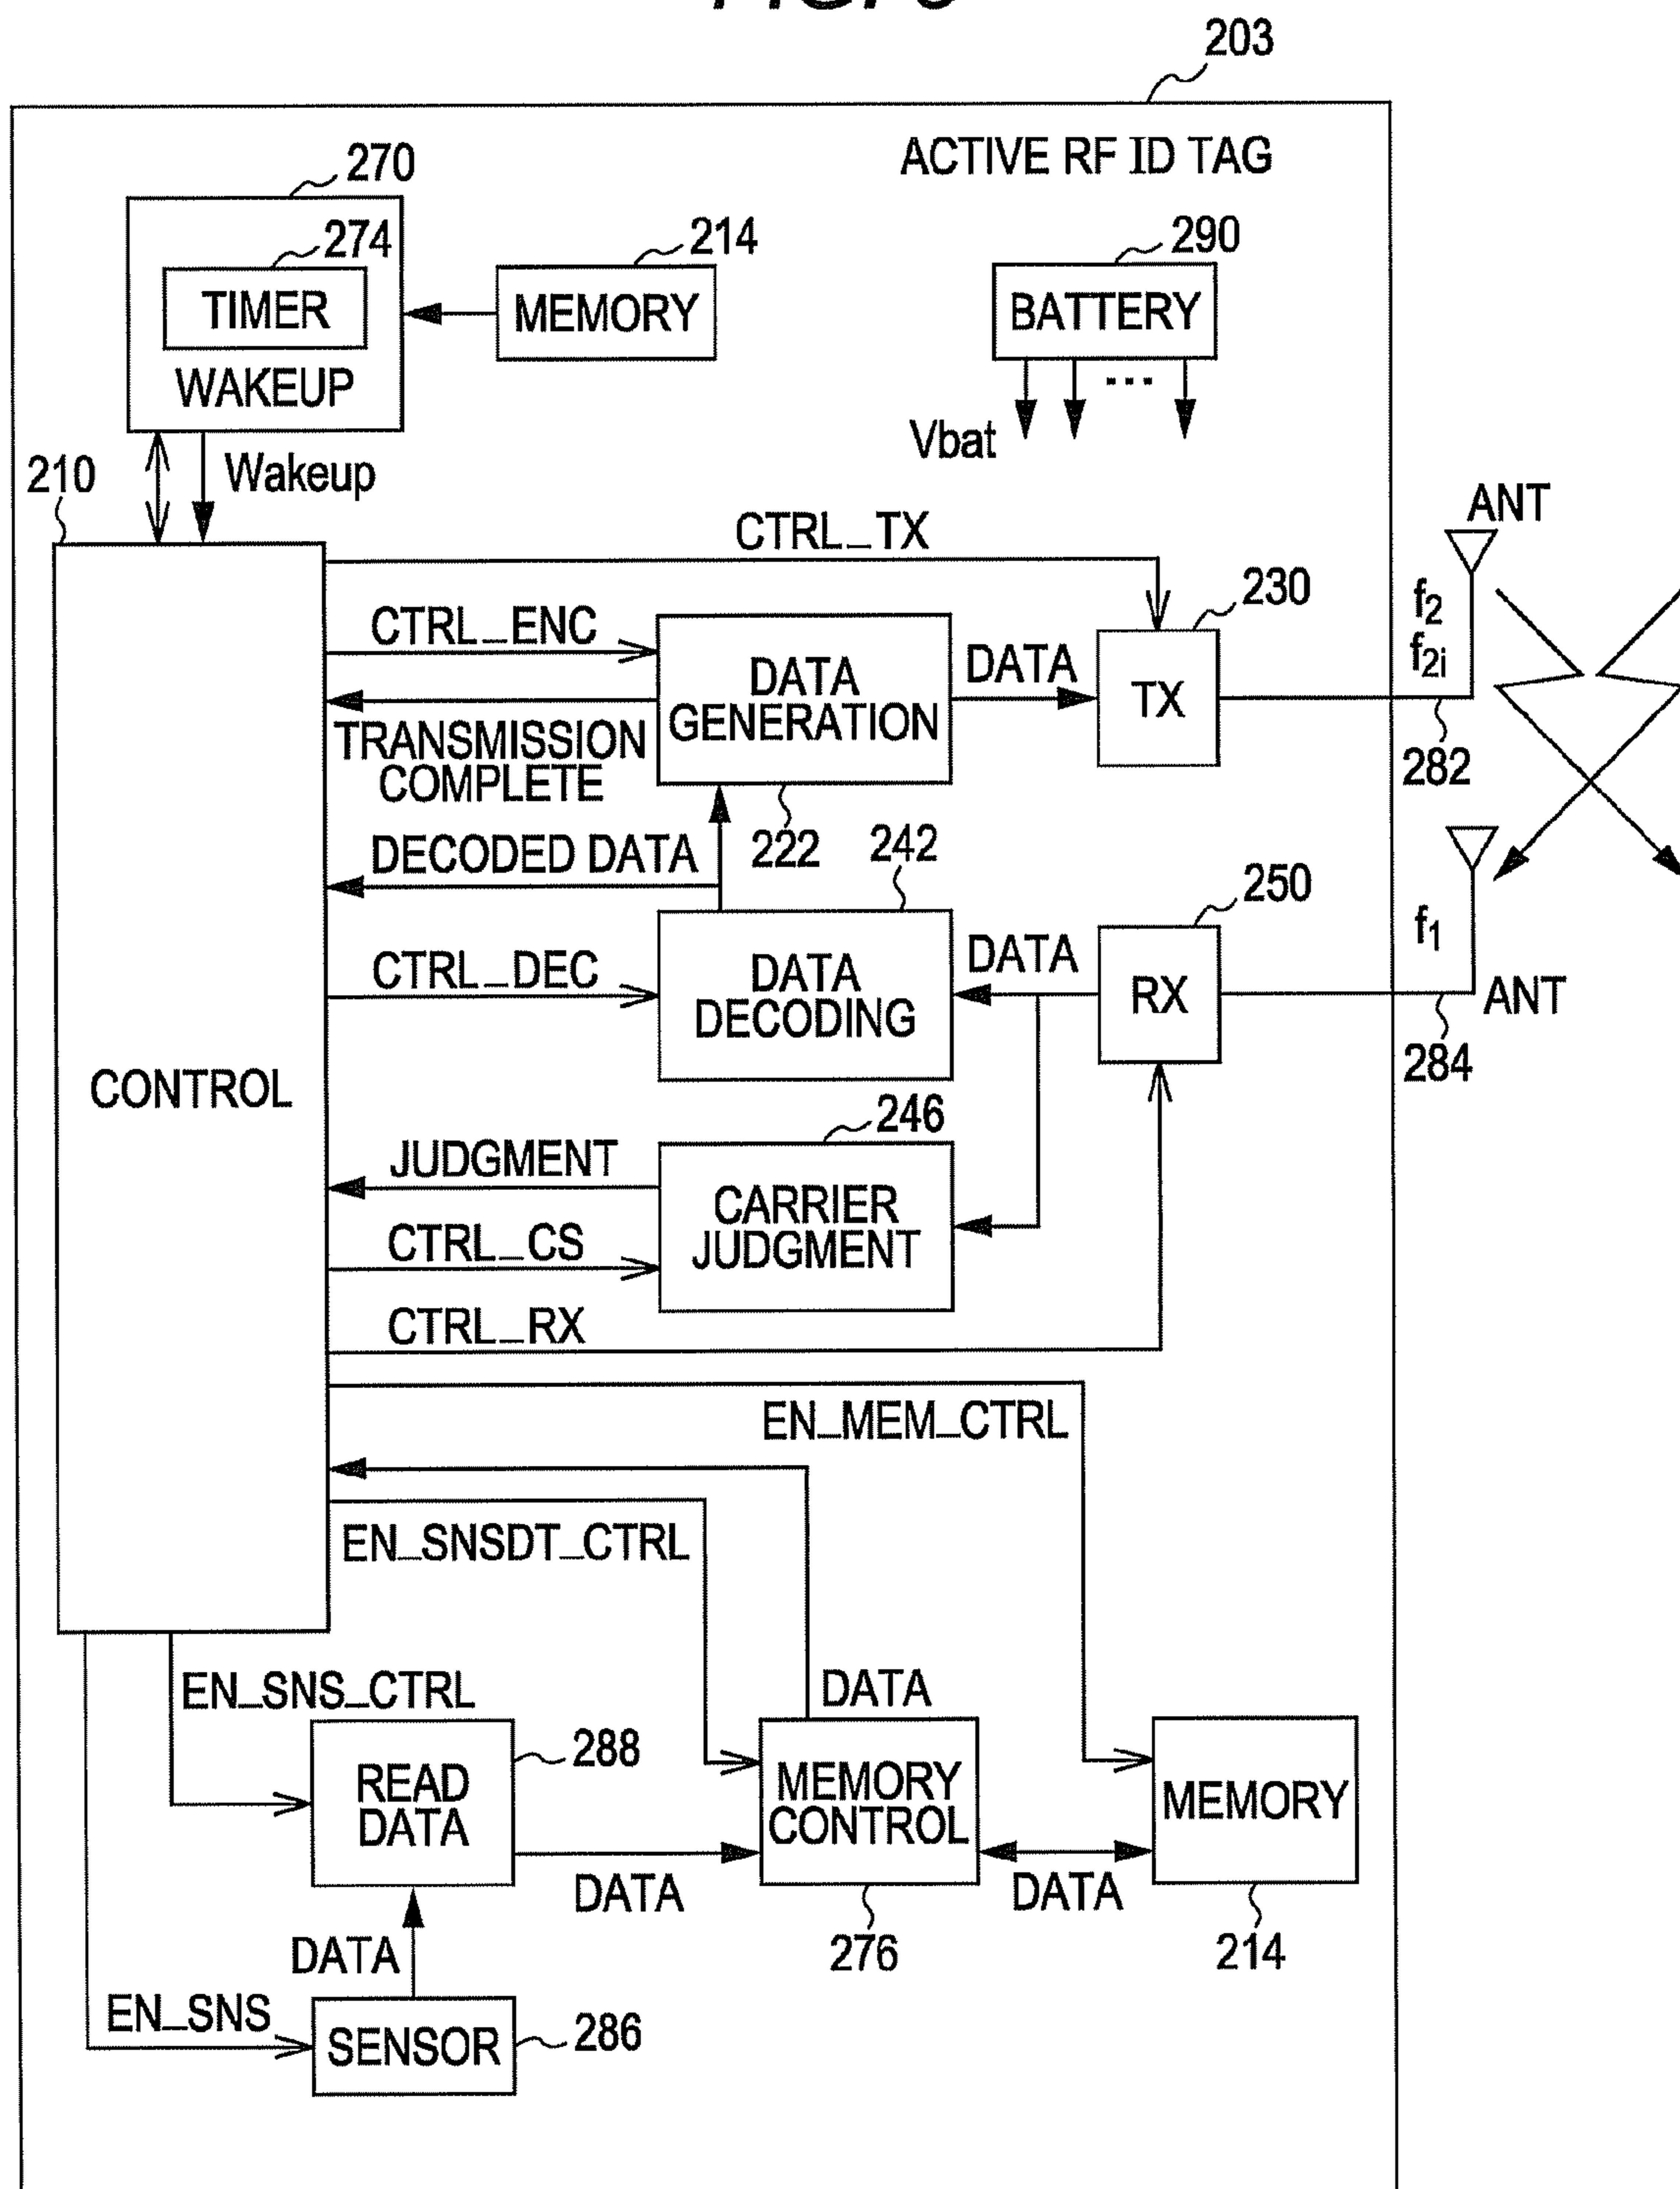 203
ACTIVE RF ID TAG
270
274
TIMER
WAKEUP
214
MEMORY
290
BATTERY
...
Vbat
210
Wakeup
ANT
CTRL_TX
230
f2
f2i
CTRL_ENC
DATA
GENERATION
DATA
TX
TRANSMISSION
COMPLETE
282
DECODED DATA
222
242
250
f1
CTRL_DEC
DATA
DECODING
DATA
RX
ANT
284
CONTROL
246
JUDGMENT
CARRIER
JUDGMENT
CTRL_CS
CTRL_RX
EN_MEM_CTRL
EN_SNSDT_CTRL
EN_SNS_CTRL
DATA
288
READ
DATA
MEMORY
CONTROL
MEMORY
DATA
DATA
276
214
DATA
EN_SNS
SENSOR
286